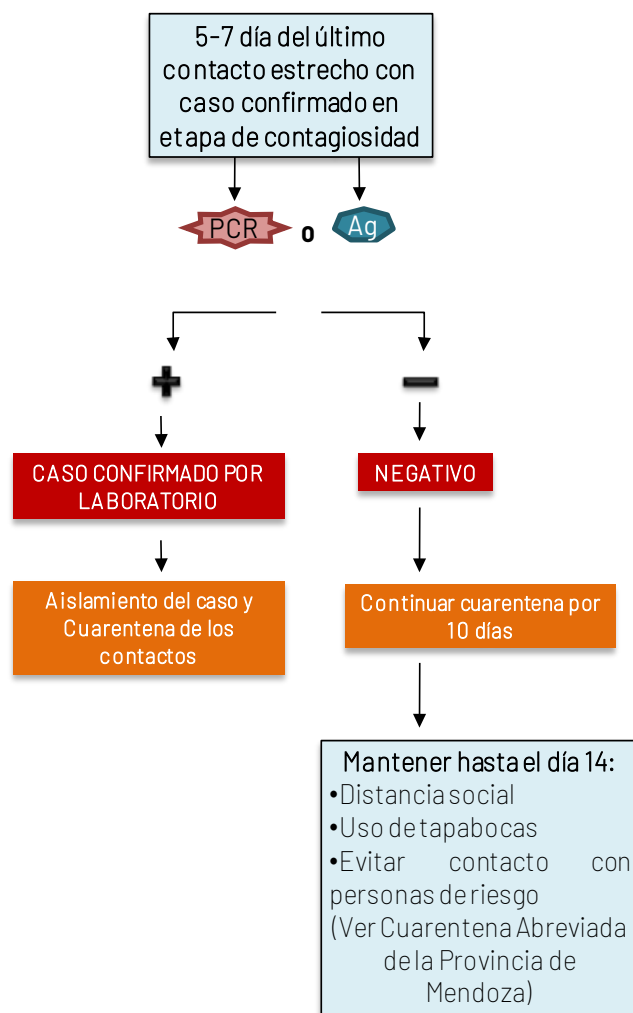 5-7 día del último
contacto estrecho con
caso confirmado en
etapa de contagiosidad
PCR o Ag
+ –
CASO CONFIRMADO POR
LABORATORIO
NEGATIVO
Aislamiento del caso y
Cuarentena de los
contactos
Continuar cuarentena por
10 días
Mantener hasta el día 14:
•Distancia social
•Uso de tapabocas
•Evitar contacto con
personas de riesgo
(Ver Cuarentena Abreviada
de la Provincia de
Mendoza)